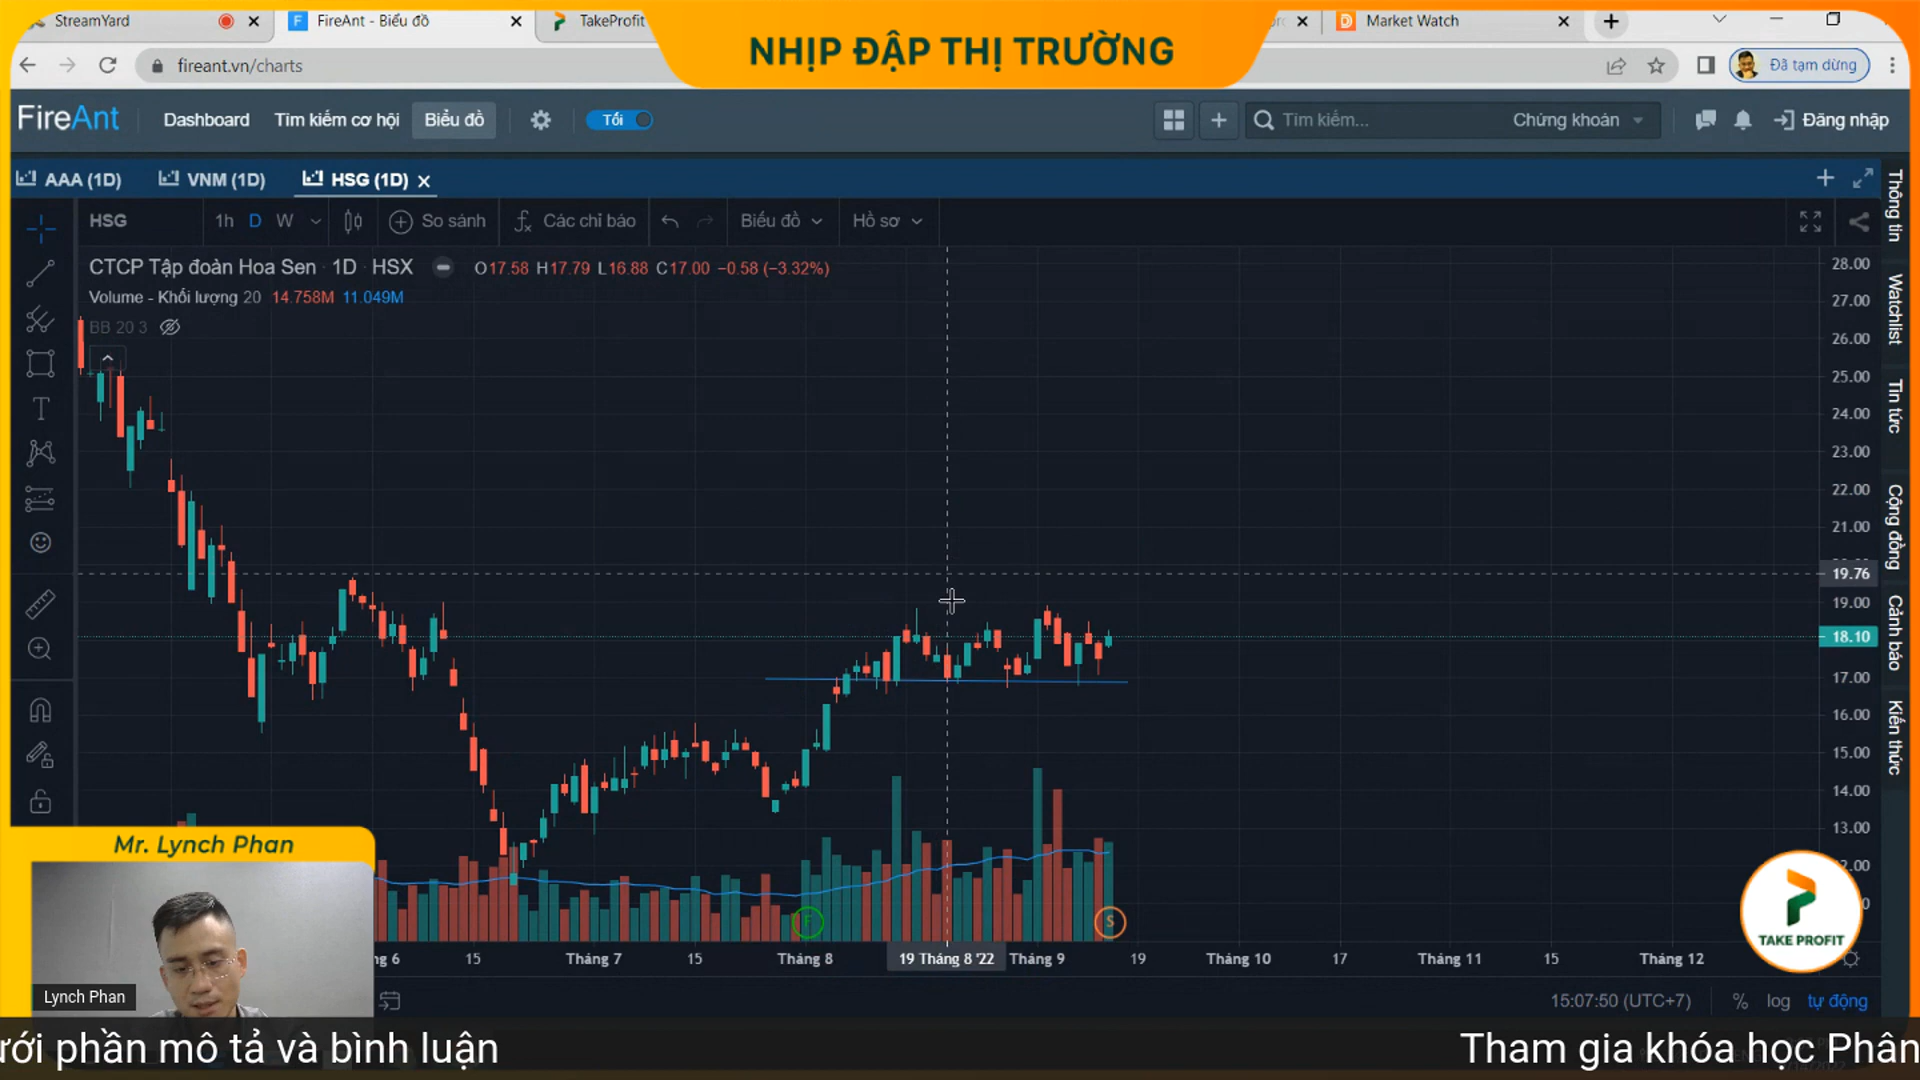 StreamYard
FireAnt - Biểu đồ
TakeProfit
Market Watch
NHỊP ĐẬP THỊ TRƯỜNG
fireant.vn/charts
Đã tạm dừng
FireAnt
Dashboard
Tìm kiếm cơ hội
Biểu đồ
Tối
Tìm kiếm...
Chứng khoán
Đăng nhập
AAA (1D)
VNM (1D)
HSG (1D)
HSG
1h
D
W
So sánh
Các chỉ báo
Biểu đồ
Hồ sơ
CTCP Tập đoàn Hoa Sen · 1D · HSX
O17.58 H17.79 L16.88 C17.00 −0.58 (−3.32%)
Volume - Khối lượng 20 14.758M 11.049M
BB 20 3
28.00
27.00
26.00
25.00
24.00
23.00
22.00
21.00
19.76
19.00
18.10
17.00
16.00
15.00
14.00
13.00
2.00
Thông tin
Watchlist
Tin tức
Cộng đồng
Cảnh báo
Kiến thức
F
S
ng 6
15
Tháng 7
15
Tháng 8
19 Tháng 8 '22
Tháng 9
19
Tháng 10
17
Tháng 11
15
Tháng 12
15:07:50 (UTC+7)
%
log
tự động
Mr. Lynch Phan
Lynch Phan
TAKE PROFIT
ưới phần mô tả và bình luận
Tham gia khóa học Phân